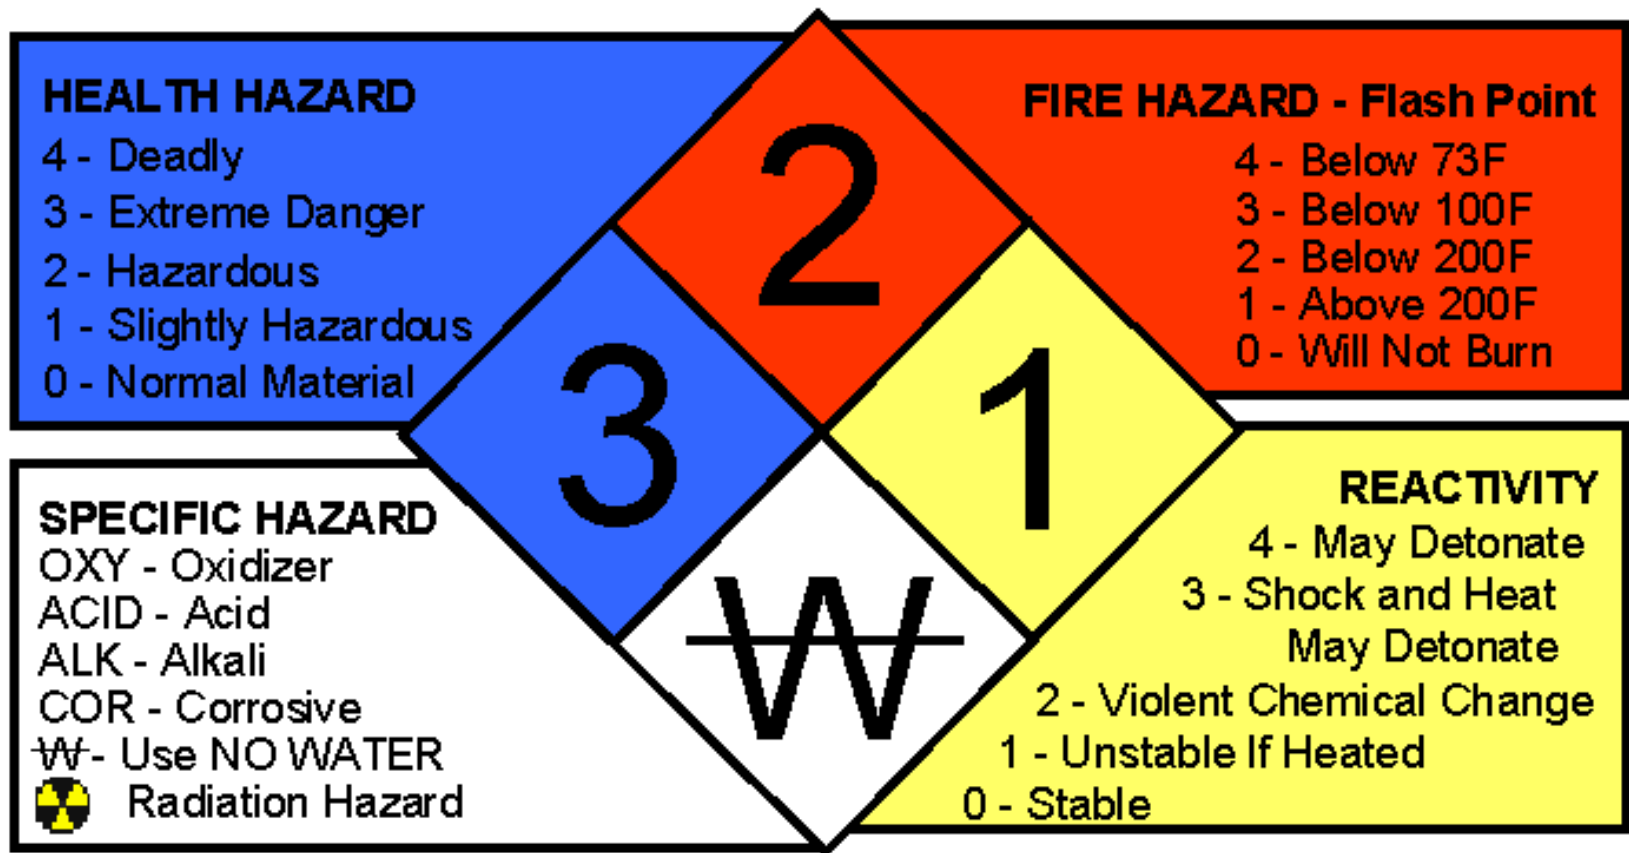 HEALTH HAZARD
4 - Deadly
3 - Extreme Danger
2 - Hazardous
1 - Slightly Hazardous
0 - Normal Material
FIRE HAZARD - Flash Point
4 - Below 73F
3 - Below 100F
2 - Below 200F
1 - Above 200F
0 - Will Not Burn
2
3
1
W̶
SPECIFIC HAZARD
OXY - Oxidizer
ACID - Acid
ALK - Alkali
COR - Corrosive
W̶ - Use NO WATER
Radiation Hazard
REACTIVITY
4 - May Detonate
3 - Shock and Heat
May Detonate
2 - Violent Chemical Change
1 - Unstable If Heated
0 - Stable